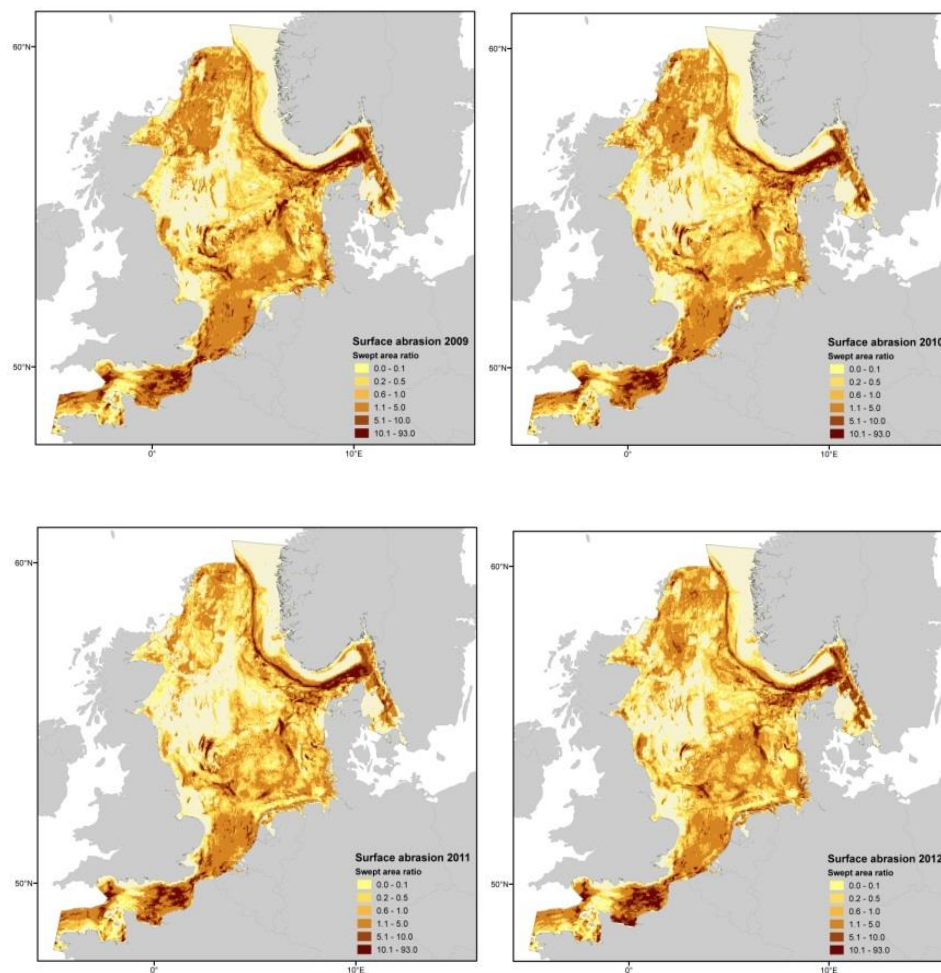 60°N
50°N
Surface abrasion 2009
Swept area ratio
0.0 - 0.1
0.2 - 0.5
0.6 - 1.0
1.1 - 5.0
5.1 - 10.0
10.1 - 93.0
0°
10°E
60°N
50°N
Surface abrasion 2010
Swept area ratio
0.0 - 0.1
0.2 - 0.5
0.6 - 1.0
1.1 - 5.0
5.1 - 10.0
10.1 - 93.0
0°
10°E
60°N
50°N
Surface abrasion 2011
Swept area ratio
0.0 - 0.1
0.2 - 0.5
0.6 - 1.0
1.1 - 5.0
5.1 - 10.0
10.1 - 93.0
0°
10°E
60°N
50°N
Surface abrasion 2012
Swept area ratio
0.0 - 0.1
0.2 - 0.5
0.6 - 1.0
1.1 - 5.0
5.1 - 10.0
10.1 - 93.0
0°
10°E